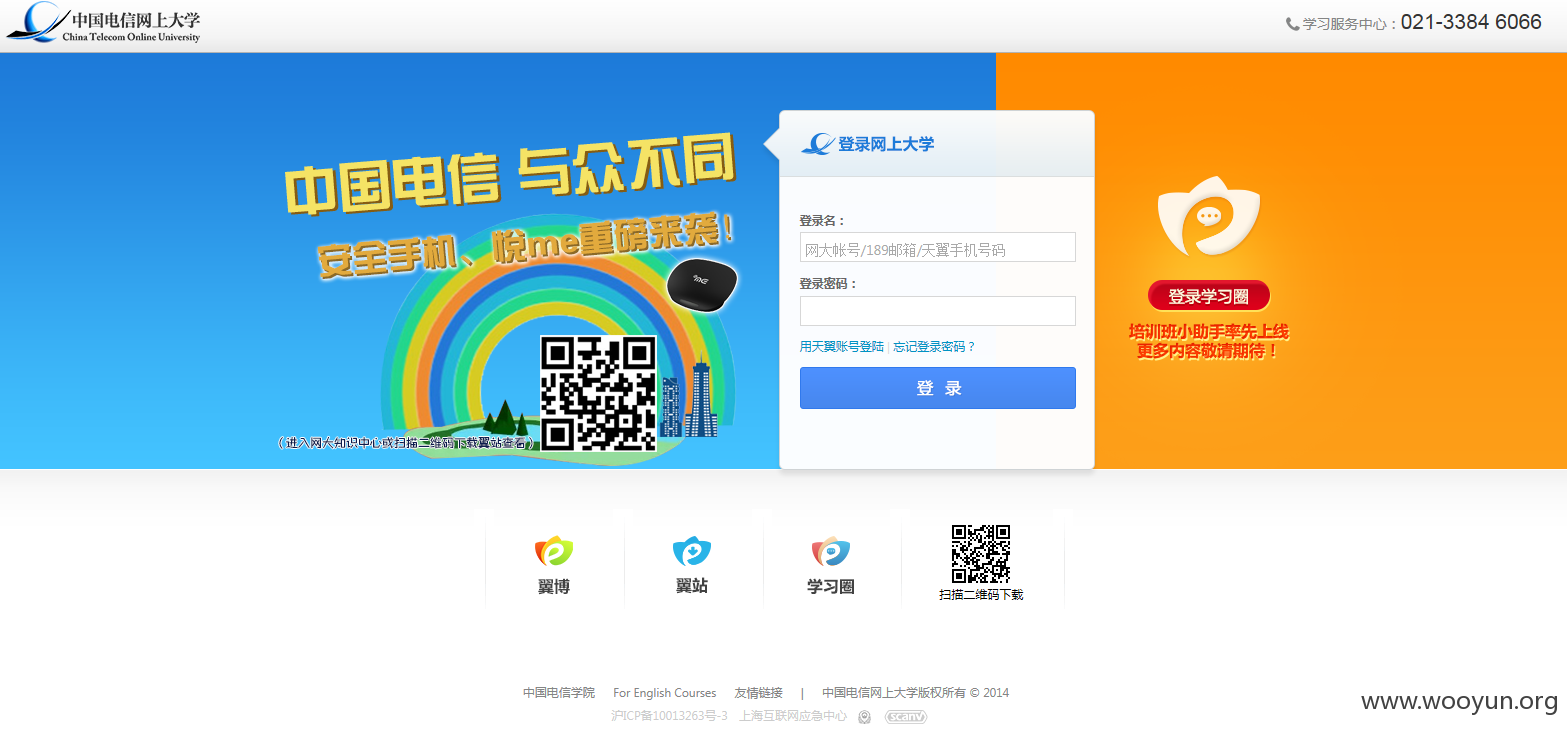 中国电信网上大学
China Telecom Online University
学习服务中心：021-3384 6066
中国电信 与众不同
安全手机、悦me重磅来袭！
me
（进入网大知识中心或扫描二维码下载翼站查看）
登录网上大学
登录名：
网大帐号/189邮箱/天翼手机号码
登录密码：
用天翼账号登陆 | 忘记登录密码？
登 录
登录学习圈
培训班小助手率先上线
更多内容敬请期待！
翼博
翼站
学习圈
扫描二维码下载
中国电信学院 For English Courses 友情链接 | 中国电信网上大学版权所有 © 2014
沪ICP备10013263号-3 上海互联网应急中心 scanv
www.wooyun.org